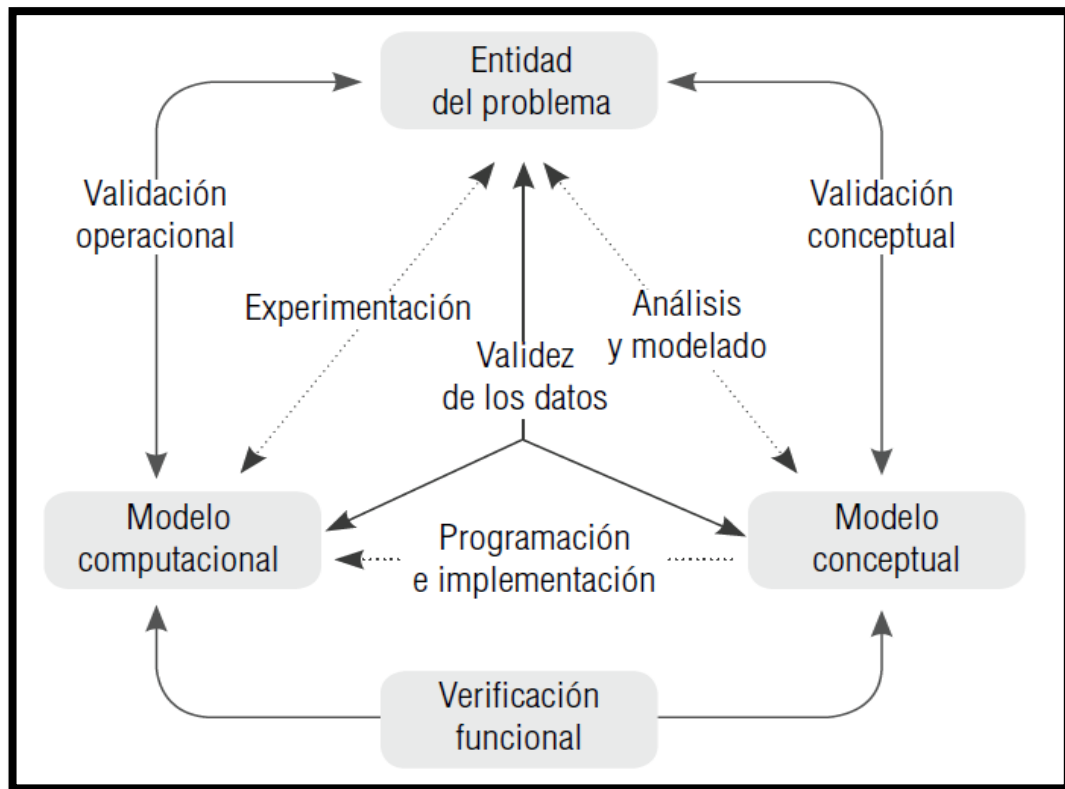 Entidad
del problema
Validación
operacional
Validación
conceptual
Experimentación
Análisis
y modelado
Validez
de los datos
Modelo
computacional
Programación
e implementación
Modelo
conceptual
Verificación
funcional